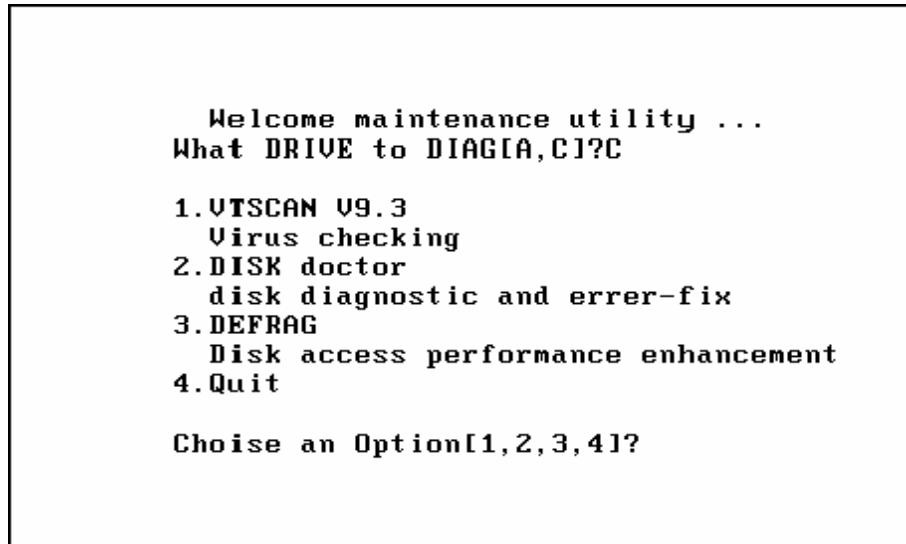 Welcome maintenance utility ...
What DRIVE to DIAG[A,C]?C
1.VTSCAN V9.3
Virus checking
2.DISK doctor
disk diagnostic and errer-fix
3.DEFRAG
Disk access performance enhancement
4.Quit
Choise an Option[1,2,3,4]?